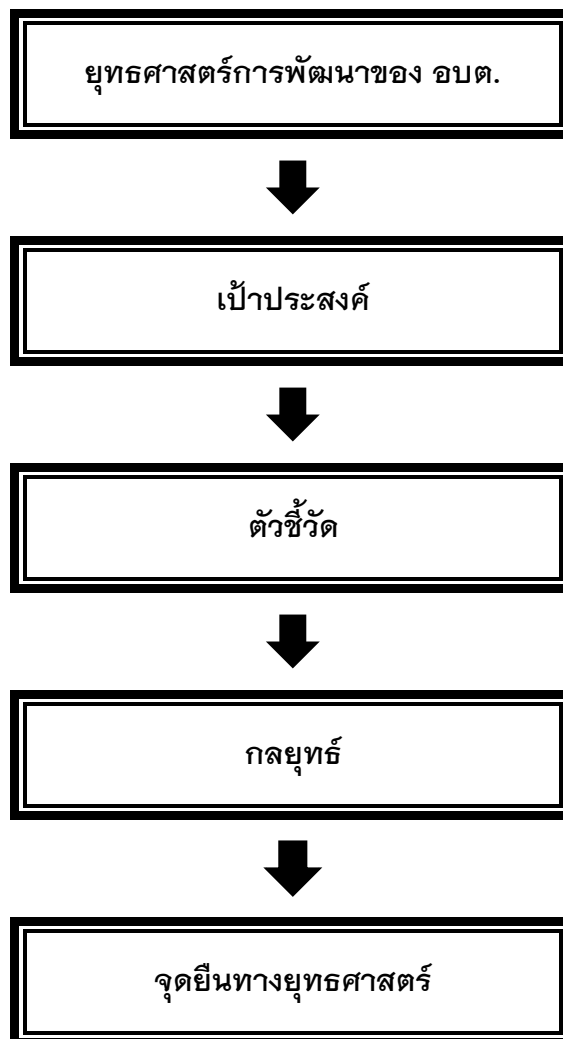 ยุทธศาสตร์การพัฒนาของ อบต.
เป้าประสงค์
ตัวชี้วัด
กลยุทธ์
จุดยืนทางยุทธศาสตร์